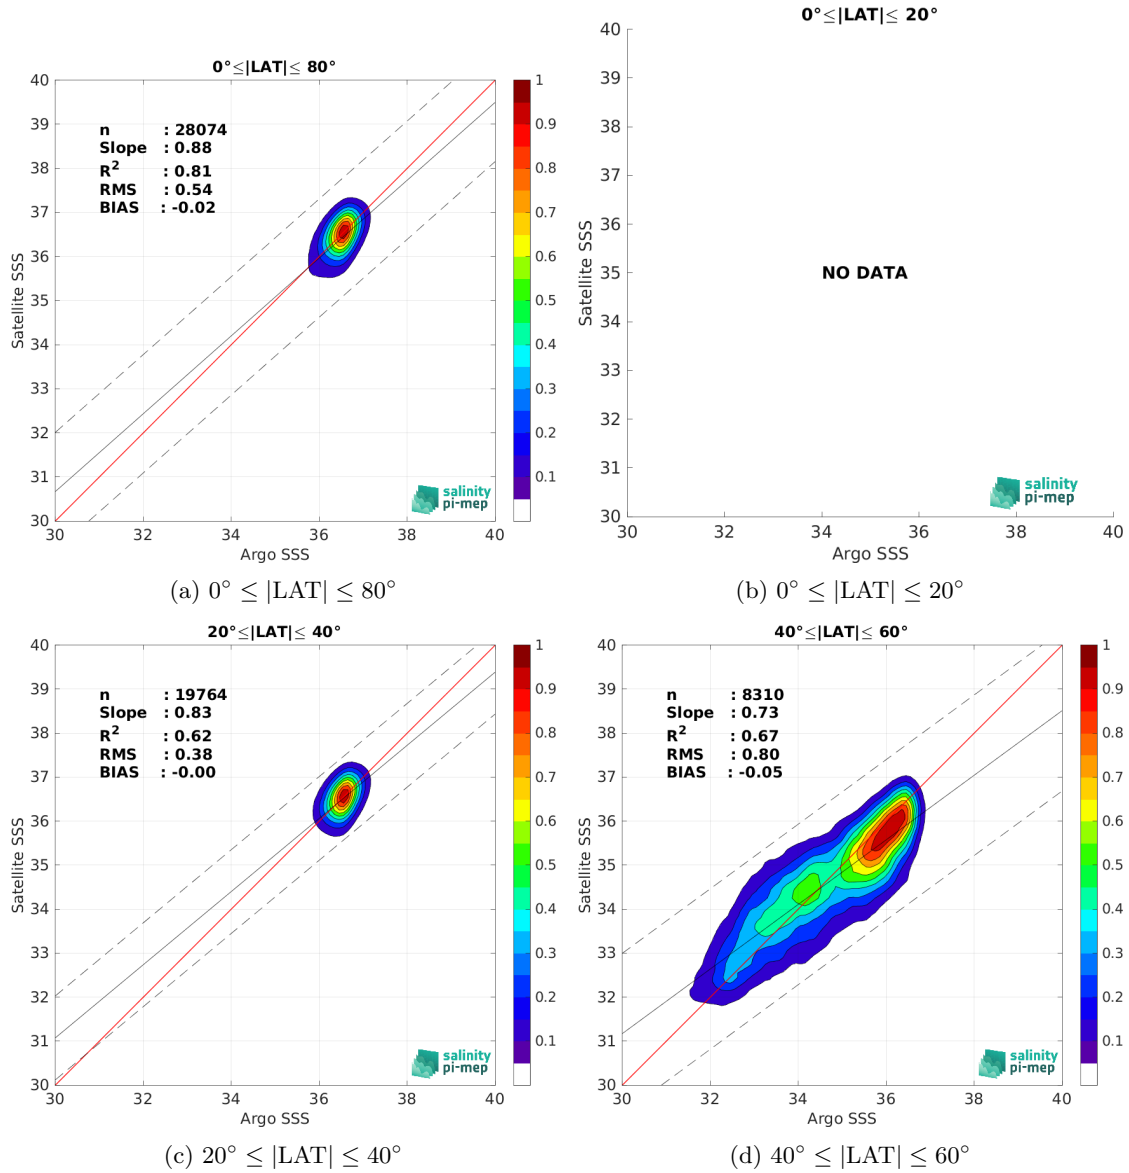 0°≤|LAT|≤ 80°
40
39
38
37
36
35
34
33
32
31
30
Satellite SSS
n : 28074
Slope : 0.88
R2 : 0.81
RMS : 0.54
BIAS : -0.02
salinity
pi-mep
30 32 34 36 38 40
Argo SSS
1
0.9
0.8
0.7
0.6
0.5
0.4
0.3
0.2
0.1
(a) 0° ≤ |LAT| ≤ 80°
0°≤|LAT|≤ 20°
40
39
38
37
36
35
34
33
32
31
30
Satellite SSS
NO DATA
salinity
pi-mep
30 32 34 36 38 40
Argo SSS
(b) 0° ≤ |LAT| ≤ 20°
20°≤|LAT|≤ 40°
40
39
38
37
36
35
34
33
32
31
30
Satellite SSS
n : 19764
Slope : 0.83
R2 : 0.62
RMS : 0.38
BIAS : -0.00
salinity
pi-mep
30 32 34 36 38 40
Argo SSS
1
0.9
0.8
0.7
0.6
0.5
0.4
0.3
0.2
0.1
(c) 20° ≤ |LAT| ≤ 40°
40°≤|LAT|≤ 60°
40
39
38
37
36
35
34
33
32
31
30
Satellite SSS
n : 8310
Slope : 0.73
R2 : 0.67
RMS : 0.80
BIAS : -0.05
salinity
pi-mep
30 32 34 36 38 40
Argo SSS
1
0.9
0.8
0.7
0.6
0.5
0.4
0.3
0.2
0.1
(d) 40° ≤ |LAT| ≤ 60°